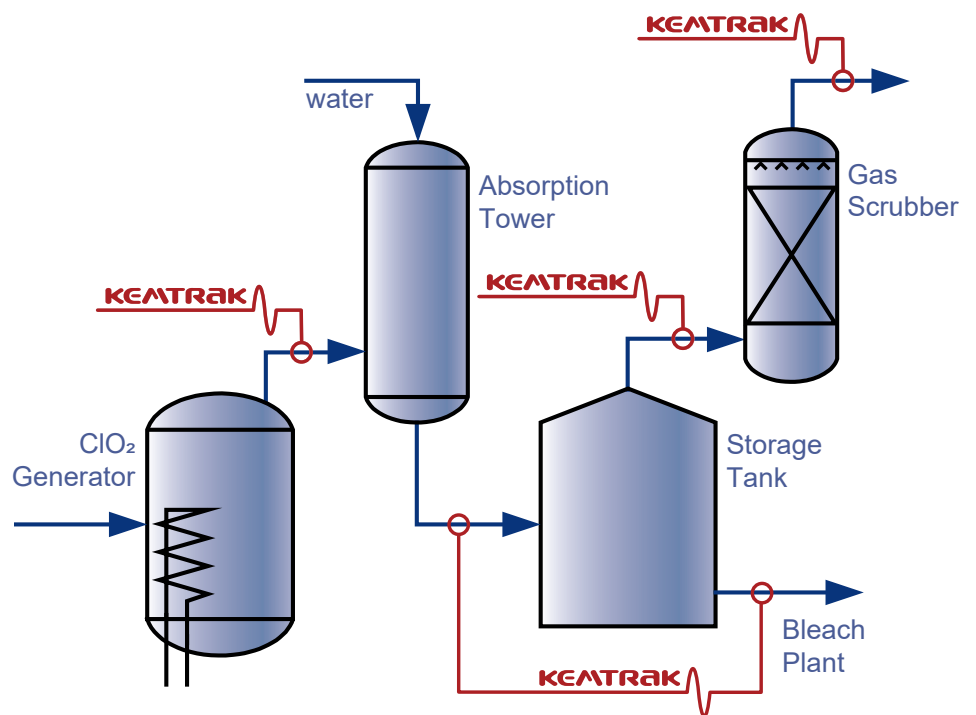 KEMTRAK
water
Absorption
Tower
Gas
Scrubber
KEMTRAK
KEMTRAK
ClO₂
Generator
Storage
Tank
Bleach
Plant
KEMTRAK